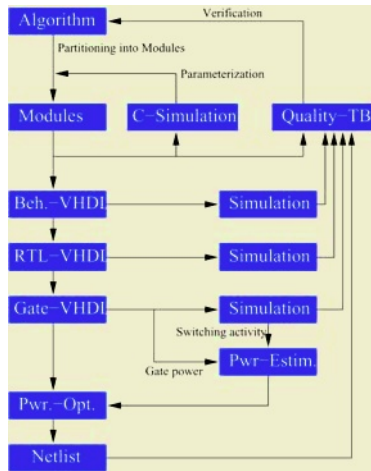 Verification
Algorithm
Partitioning into Modules
Parameterization
Modules
C-Simulation
Quality-TB
Beh.-VHDL
Simulation
RTL-VHDL
Simulation
Gate-VHDL
Simulation
Switching activity
Gate power
Pwr-Estim.
Pwr.-Opt.
Netlist